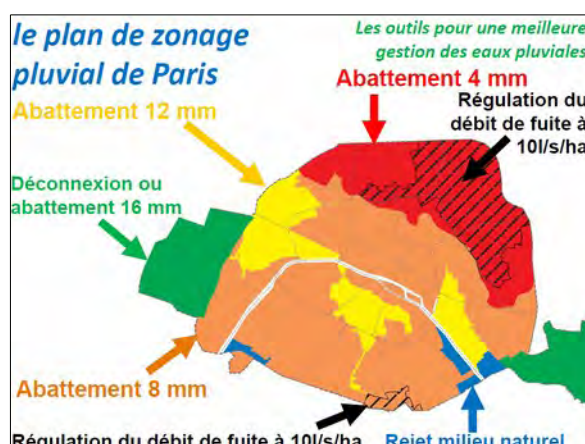 le plan de zonage
pluvial de Paris
Les outils pour une meilleure
gestion des eaux pluviales
Abattement 4 mm
Abattement 12 mm
Régulation du
débit de fuite à
10l/s/ha
Déconnexion ou
abattement 16 mm
Abattement 8 mm
Régulation du débit de fuite à 10l/s/ha
Rejet milieu naturel